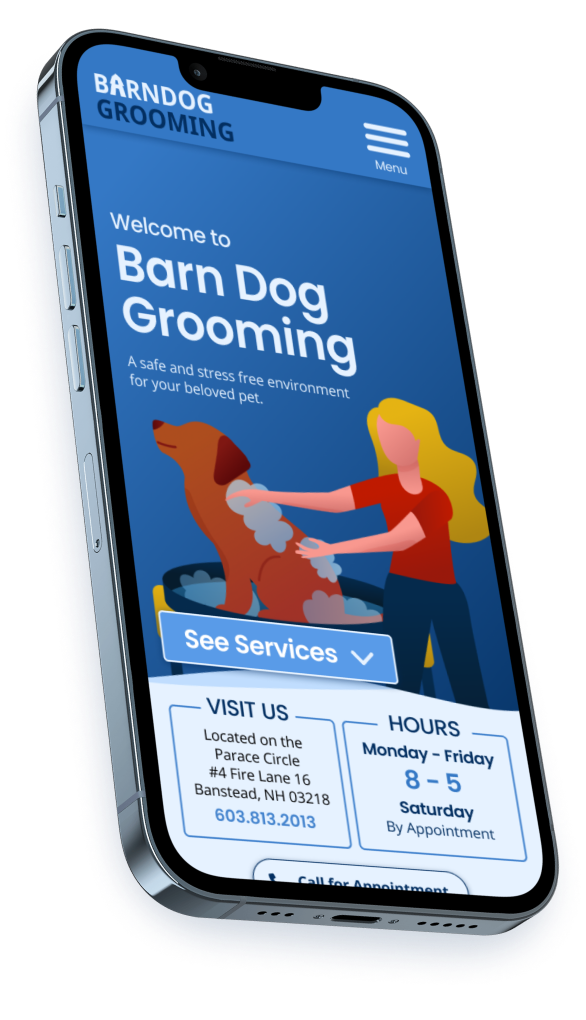 BARNDOG
GROOMING
Menu
Welcome to
Barn Dog
Grooming
A safe and stress free environment
for your beloved pet.
See Services
VISIT US
Located on the
Parace Circle
#4 Fire Lane 16
Banstead, NH 03218
603.813.2013
HOURS
Monday - Friday
8 - 5
Saturday
By Appointment
Call for Appointment